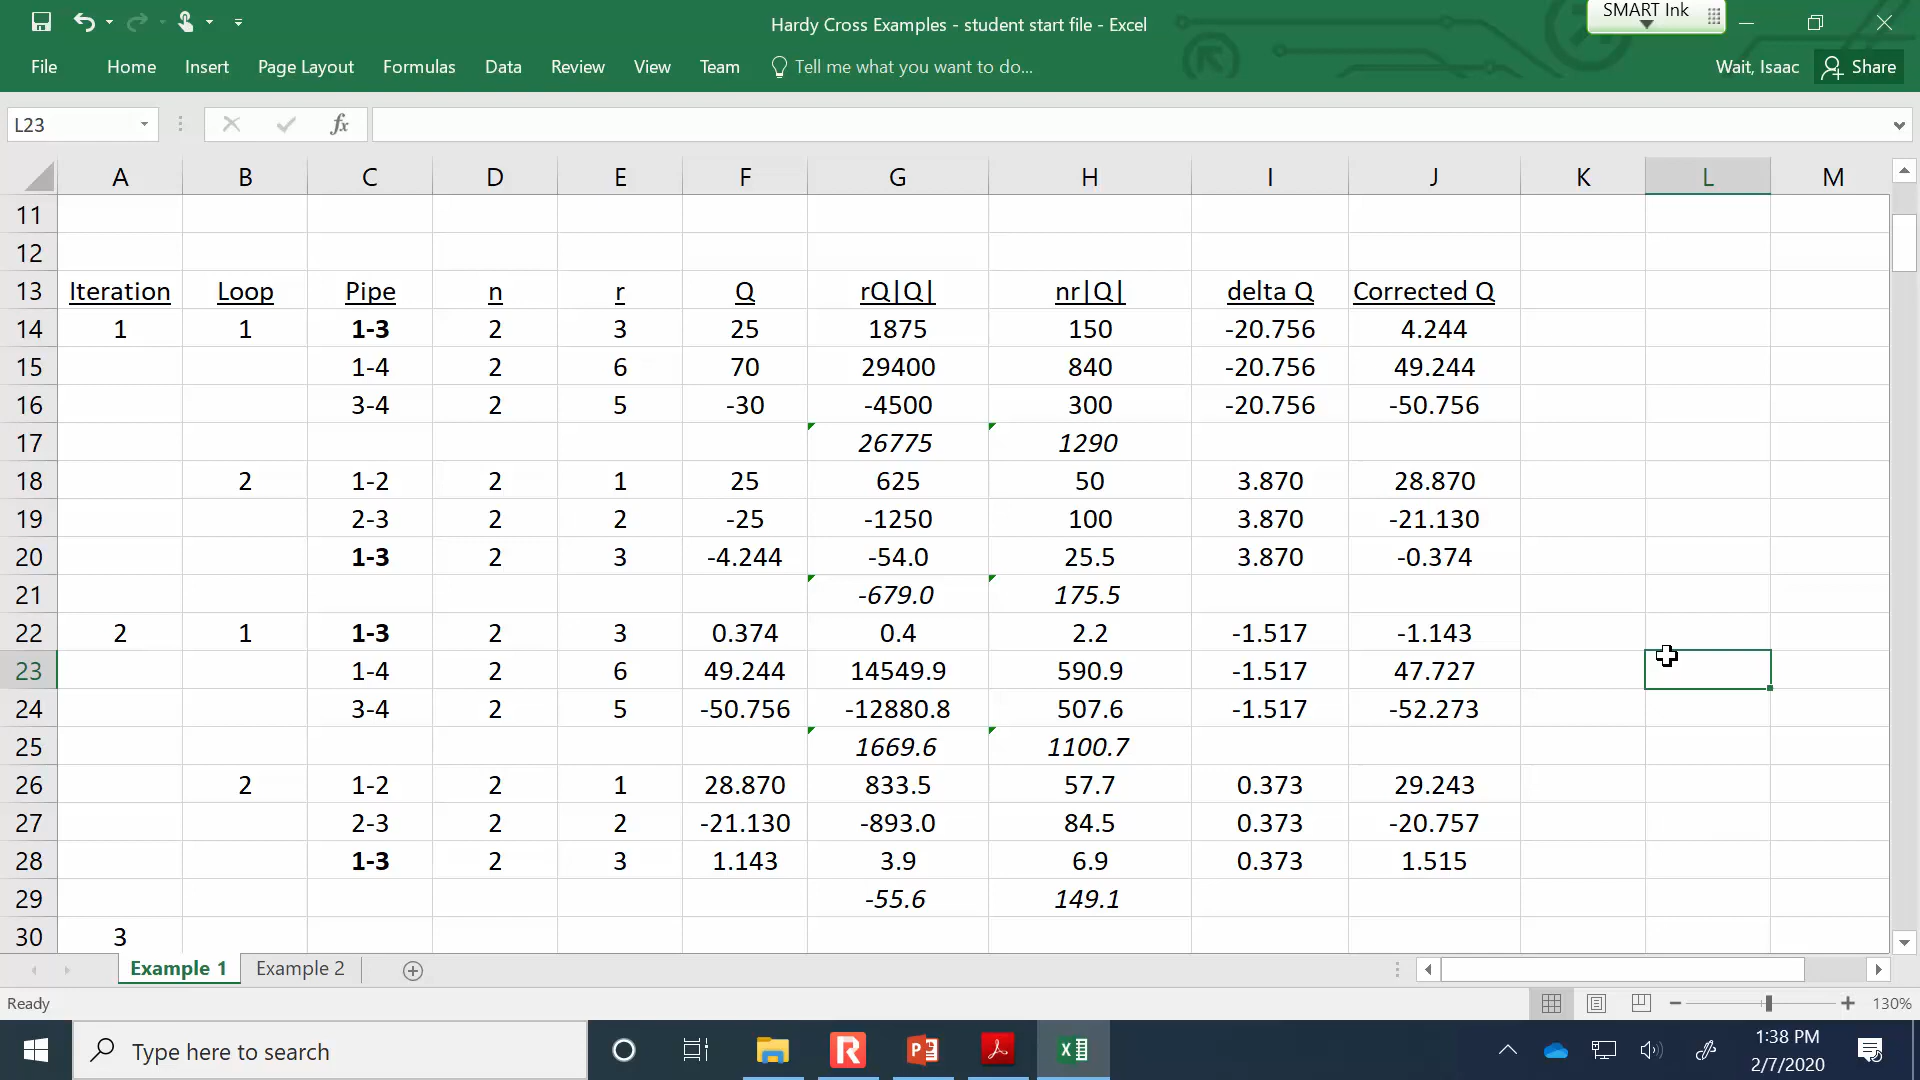 Hardy Cross Examples - student start file - Excel
SMART Ink
File Home Insert Page Layout Formulas Data Review View Team Tell me what you want to do... Wait, Isaac Share
L23 fx
A B C D E F G H I J K L M
11
12
13 Iteration Loop Pipe n r Q rQ|Q| nr|Q| delta Q Corrected Q
14 1 1 1-3 2 3 25 1875 150 -20.756 4.244
15 1-4 2 6 70 29400 840 -20.756 49.244
16 3-4 2 5 -30 -4500 300 -20.756 -50.756
17 26775 1290
18 2 1-2 2 1 25 625 50 3.870 28.870
19 2-3 2 2 -25 -1250 100 3.870 -21.130
20 1-3 2 3 -4.244 -54.0 25.5 3.870 -0.374
21 -679.0 175.5
22 2 1 1-3 2 3 0.374 0.4 2.2 -1.517 -1.143
23 1-4 2 6 49.244 14549.9 590.9 -1.517 47.727
24 3-4 2 5 -50.756 -12880.8 507.6 -1.517 -52.273
25 1669.6 1100.7
26 2 1-2 2 1 28.870 833.5 57.7 0.373 29.243
27 2-3 2 2 -21.130 -893.0 84.5 0.373 -20.757
28 1-3 2 3 1.143 3.9 6.9 0.373 1.515
29 -55.6 149.1
30 3
Example 1 Example 2
Ready 130%
Type here to search
1:38 PM
2/7/2020